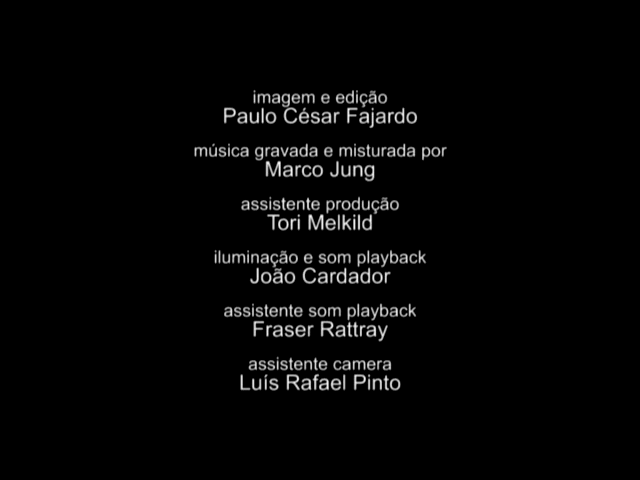 imagem e edição
Paulo César Fajardo
música gravada e misturada por
Marco Jung
assistente produção
Tori Melkild
iluminação e som playback
João Cardador
assistente som playback
Fraser Rattray
assistente camera
Luís Rafael Pinto